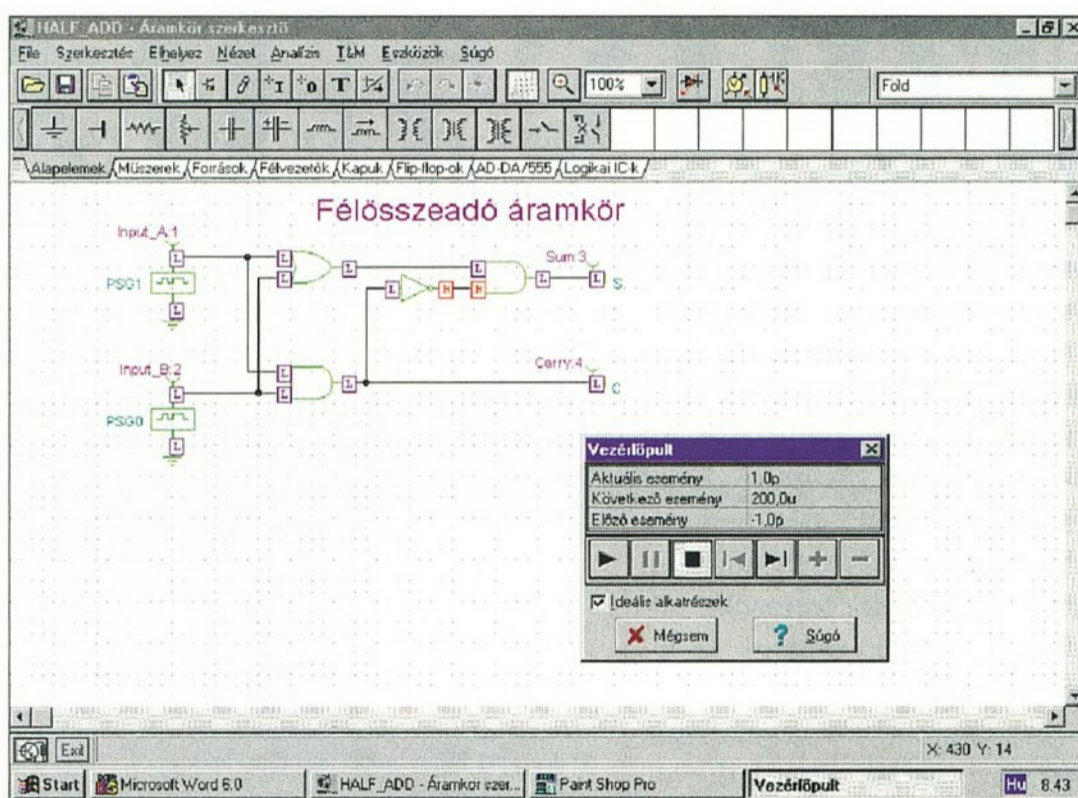 HALF_ADD - Áramkör szerkesztő
File Szerkesztés Elhelyez Nézet Analízis T&M Eszközök Súgó
T 100% 1K Föld
Alapelemek Műszerek Források Félvezetők Kapuk Flip-flop-ok AD-DA/555 Logikai IC-k
Félösszeadó áramkör
Input_A:1
L L L L
Sum:3
PSG1 L L H H L L S
L
Input_B:2
L L
Carry:4
L L L L C
PSG0
L
Vezérlőpult
Aktuális esemény 1,0p
Következő esemény 200,0u
Előző esemény -1,0p
Ideális alkatrészek
Mégsem
Súgó
Exit
X: 430 Y: 14
Start Microsoft Word 6.0 HALF_ADD - Áramkör szer... Paint Shop Pro Vezérlőpult Hu 8.43